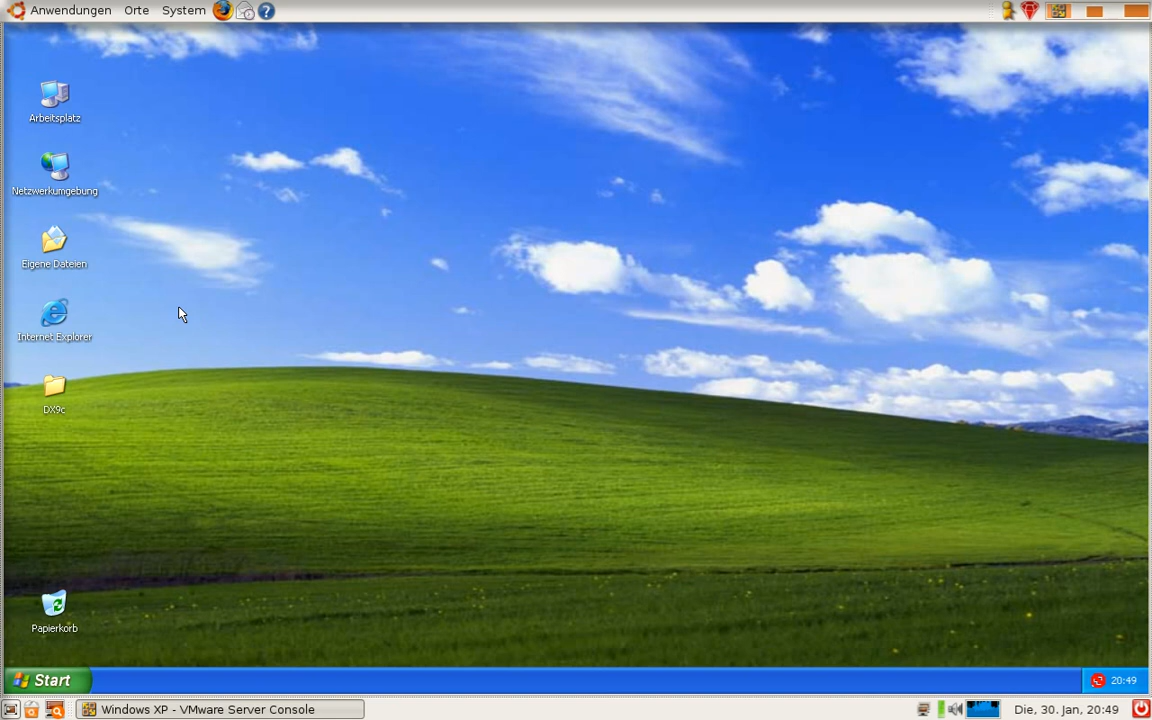 Anwendungen Orte System
Arbeitsplatz
Netzwerkumgebung
Eigene Dateien
Internet Explorer
DX9c
Papierkorb
Start
20:49
Windows XP - VMware Server Console
Die, 30. Jan, 20:49